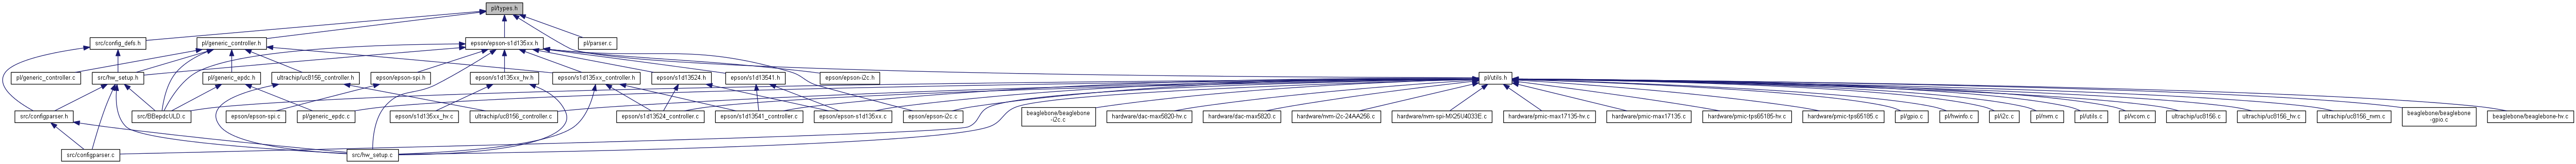 pl/types.h
src/config_defs.h
pl/generic_controller.h
epson/epson-s1d135xx.h
pl/parser.c
pl/generic_controller.c
src/hw_setup.h
pl/generic_epdc.h
ultrachip/uc8156_controller.h
epson/epson-spi.h
epson/s1d135xx_hv.h
epson/s1d135xx_controller.h
epson/s1d13524.h
epson/s1d13541.h
epson/epson-i2c.h
pl/utils.h
src/configparser.h
src/BBepdcULD.c
epson/epson-spi.c
pl/generic_epdc.c
epson/s1d135xx_hv.c
ultrachip/uc8156_controller.c
epson/s1d13524_controller.c
epson/s1d13541_controller.c
epson/epson-s1d135xx.c
epson/epson-i2c.c
beaglebone/beaglebone
-i2c.c
hardware/dac-max5820-hv.c
hardware/dac-max5820.c
hardware/nvm-i2c-24AA256.c
hardware/nvm-spi-MX25U4033E.c
hardware/pmic-max17135-hv.c
hardware/pmic-max17135.c
hardware/pmic-tps65185-hv.c
hardware/pmic-tps65185.c
pl/gpio.c
pl/hwinfo.c
pl/i2c.c
pl/nvm.c
pl/utils.c
pl/vcom.c
ultrachip/uc8156.c
ultrachip/uc8156_hv.c
ultrachip/uc8156_nvm.c
beaglebone/beaglebone
-gpio.c
beaglebone/beaglebone-hv.c
src/configparser.c
src/hw_setup.c